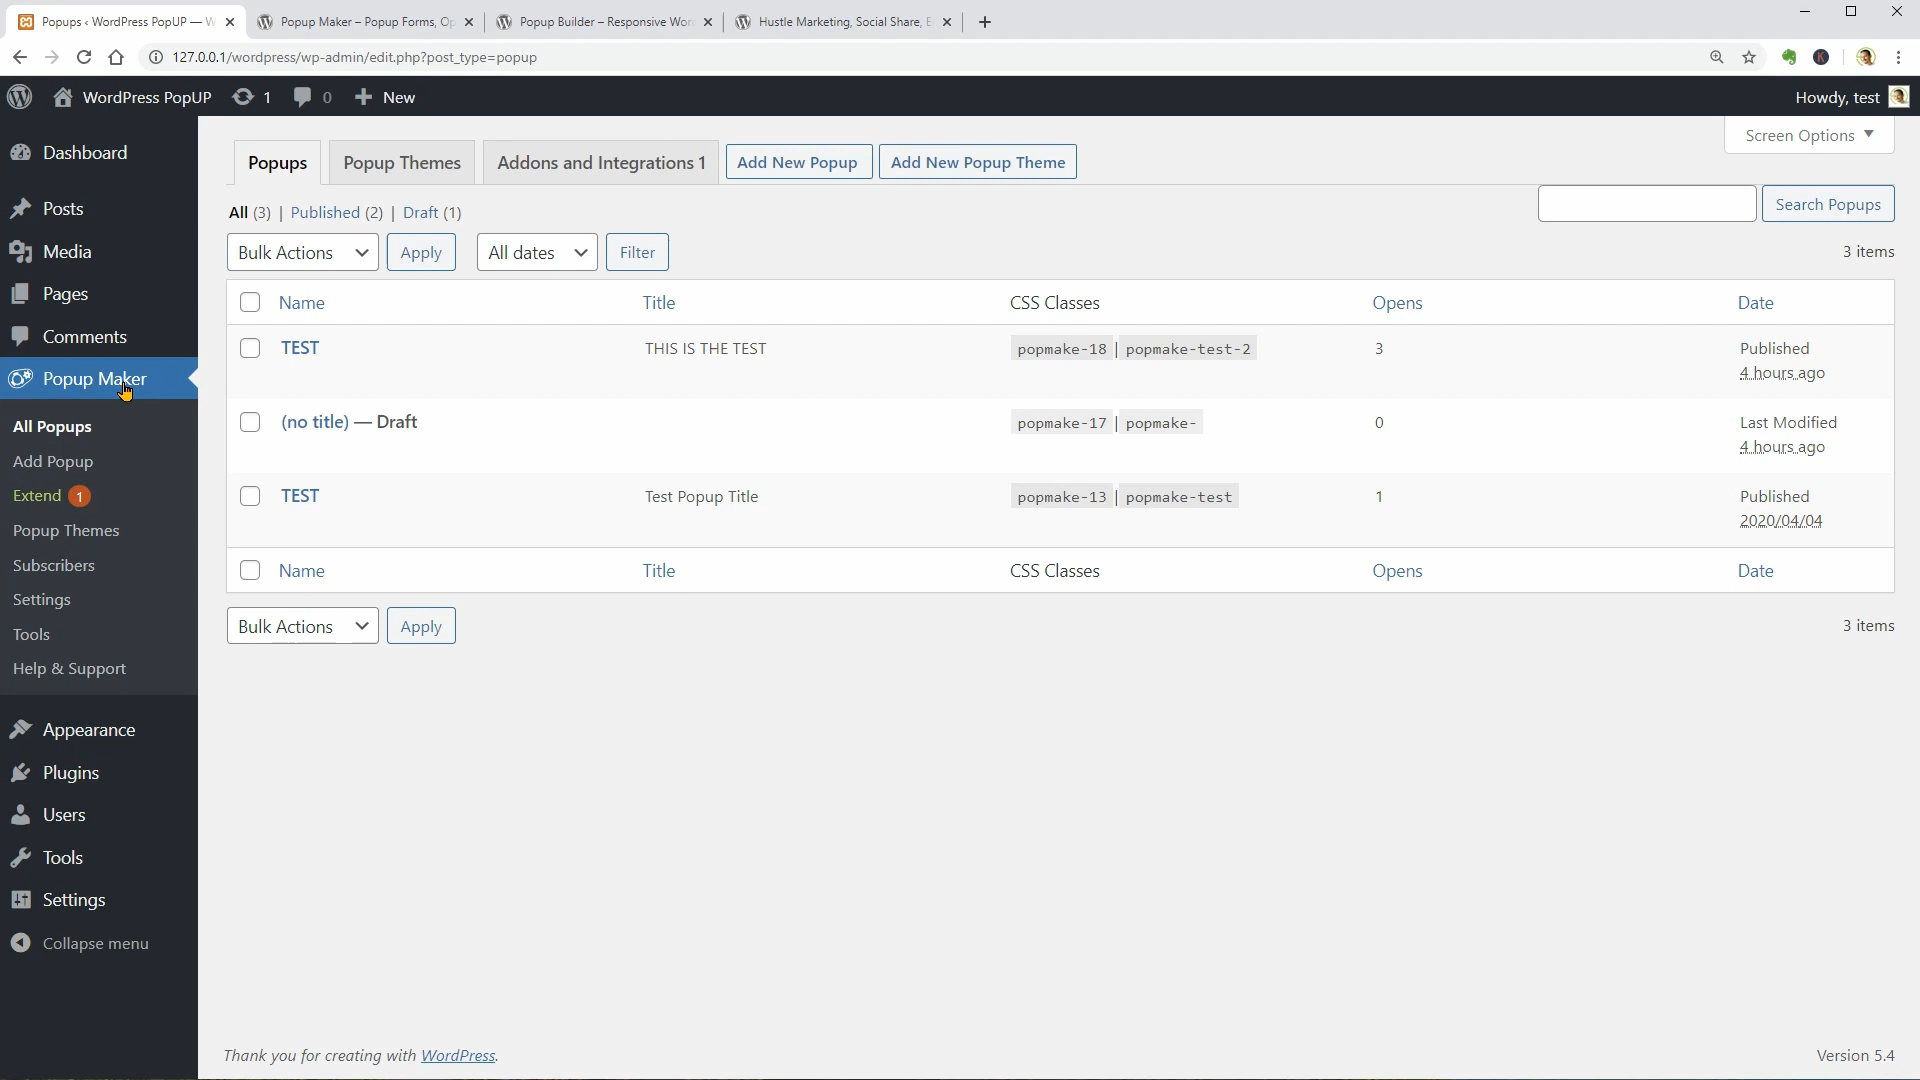 Popups ‹ WordPress PopUP — W
Popup Maker – Popup Forms, Op
Popup Builder – Responsive Wor
Hustle Marketing, Social Share, E
127.0.0.1/wordpress/wp-admin/edit.php?post_type=popup
WordPress PopUP 1 0 New
Howdy, test
Screen Options
Dashboard
Posts
Media
Pages
Comments
Popup Maker
All Popups
Add Popup
Extend 1
Popup Themes
Subscribers
Settings
Tools
Help & Support
Appearance
Plugins
Users
Tools
Settings
Collapse menu
Popups
Popup Themes
Addons and Integrations 1
Add New Popup
Add New Popup Theme
All (3) | Published (2) | Draft (1)
Search Popups
Bulk Actions Apply All dates Filter
3 items
Name Title CSS Classes Opens Date
TEST THIS IS THE TEST popmake-18 | popmake-test-2 3 Published
4 hours ago
(no title) — Draft popmake-17 | popmake- 0 Last Modified
4 hours ago
TEST Test Popup Title popmake-13 | popmake-test 1 Published
2020/04/04
Name Title CSS Classes Opens Date
Bulk Actions Apply
3 items
Thank you for creating with WordPress.
Version 5.4